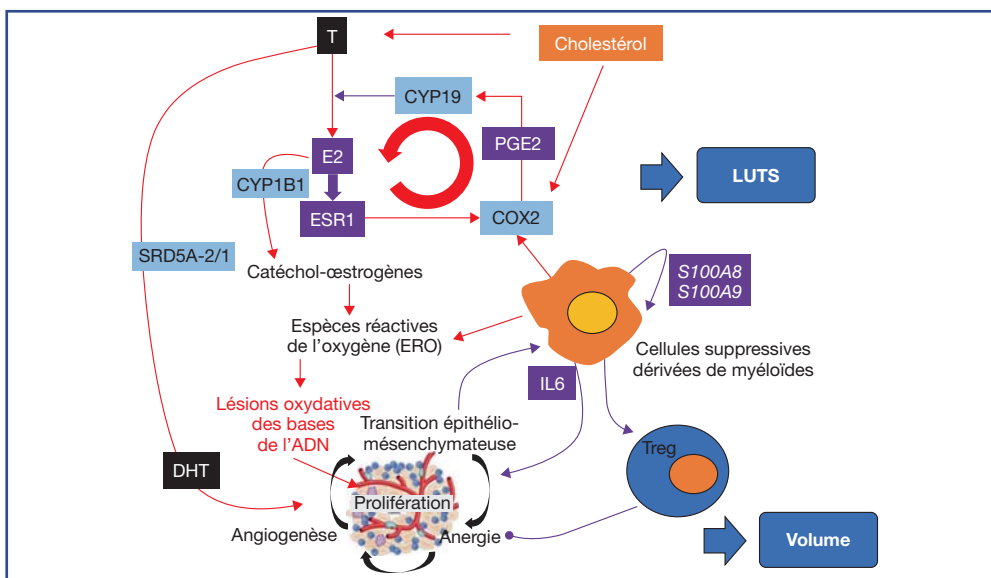 T
Cholestérol
CYP19
PGE2
E2
CYP1B1
LUTS
ESR1
COX2
SRD5A-2/1
S100A8
S100A9
Catéchol-œstrogènes
Espèces réactives
de l'oxygène (ERO)
Cellules suppressives
dérivées de myéloïdes
IL6
Lésions oxydatives
des bases
de l'ADN
Transition épithélio-
mésenchymateuse
Treg
DHT
Prolifération
Angiogenèse
Anergie
Volume